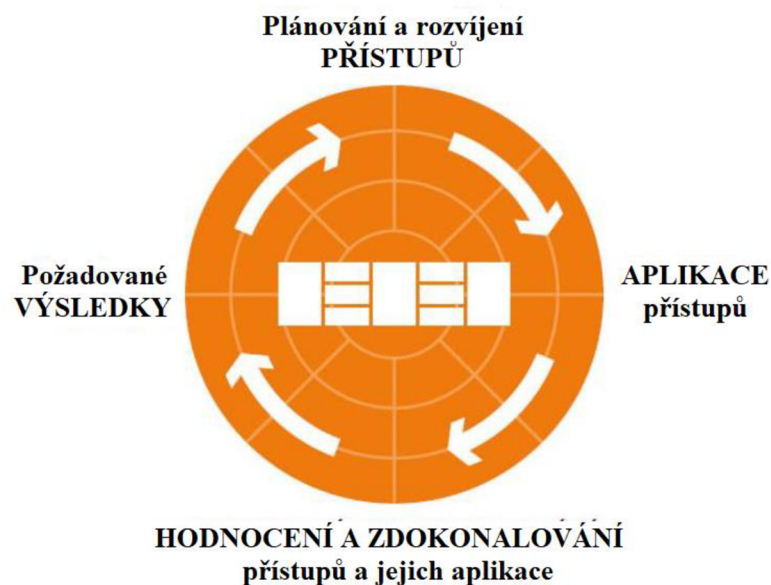 Plánování a rozvíjení
PŘÍSTUPŮ
Požadované
VÝSLEDKY
APLIKACE
přístupů
HODNOCENÍ A ZDOKONALOVÁNÍ
přístupů a jejich aplikace